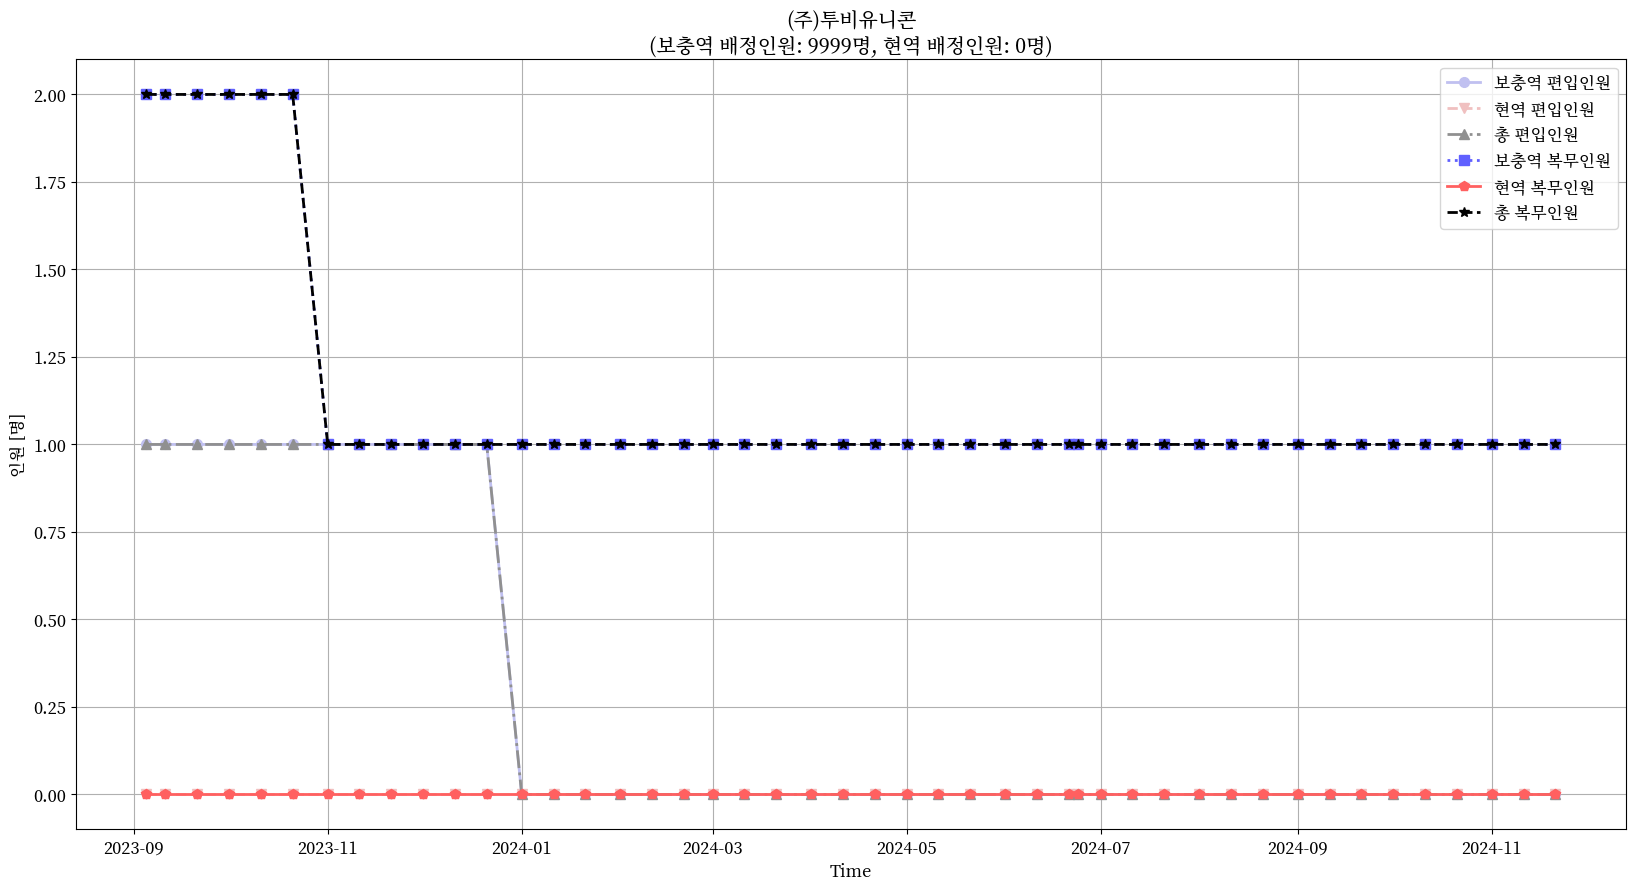 (주)투비유니콘
(보충역 배정인원: 9999명, 현역 배정인원: 0명)
보충역 편입인원
현역 편입인원
총 편입인원
보충역 복무인원
현역 복무인원
총 복무인원
인원 [명]
2.00
1.75
1.50
1.25
1.00
0.75
0.50
0.25
0.00
2023-09 2023-11 2024-01 2024-03 2024-05 2024-07 2024-09 2024-11
Time